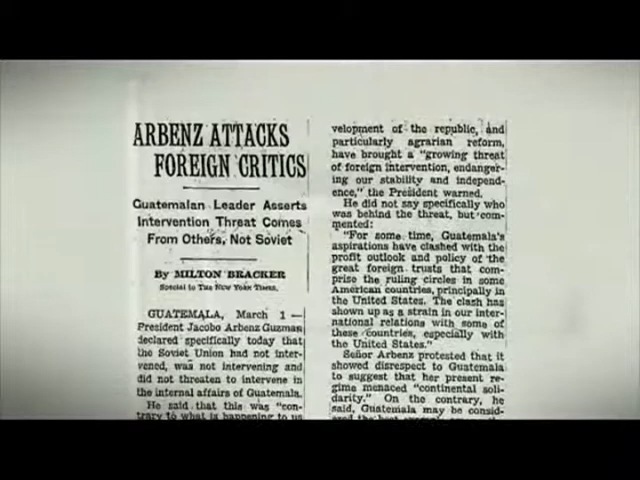 ARBENZ ATTACKS
FOREIGN CRITICS
Guatemalan Leader Asserts
Intervention Threat Comes
From Others, Not Soviet
By MILTON BRACKER
Special to THE NEW YORK TIMES.
GUATEMALA, March 1—
President Jacobo Arbenz Guzman
declared specifically today that
the Soviet Union had not inter-
vened, was not intervening and
did not threaten to intervene in
the internal affairs of Guatemala.
He said that this was "con-
trary to what is happening to us
velopment of the republic, and
particularly agrarian reform,
have brought a "growing threat
of foreign intervention, endanger-
ing our stability and independ-
ence," the President warned.
He did not say specifically who
was behind the threat, but com-
mented:
"For some time, Guatemala's
aspirations have clashed with the
profit outlook and policy of the
great foreign trusts that com-
prise the ruling circles in some
American countries, principally in
the United States. The clash has
shown up as a strain in our inter-
national relations with some of
these countries, especially with
the United States."
Señor Arbenz protested that it
showed disrespect to Guatemala
to suggest that her present re-
gime menaced "continental soli-
darity." On the contrary, he
said, Guatemala may be consid-